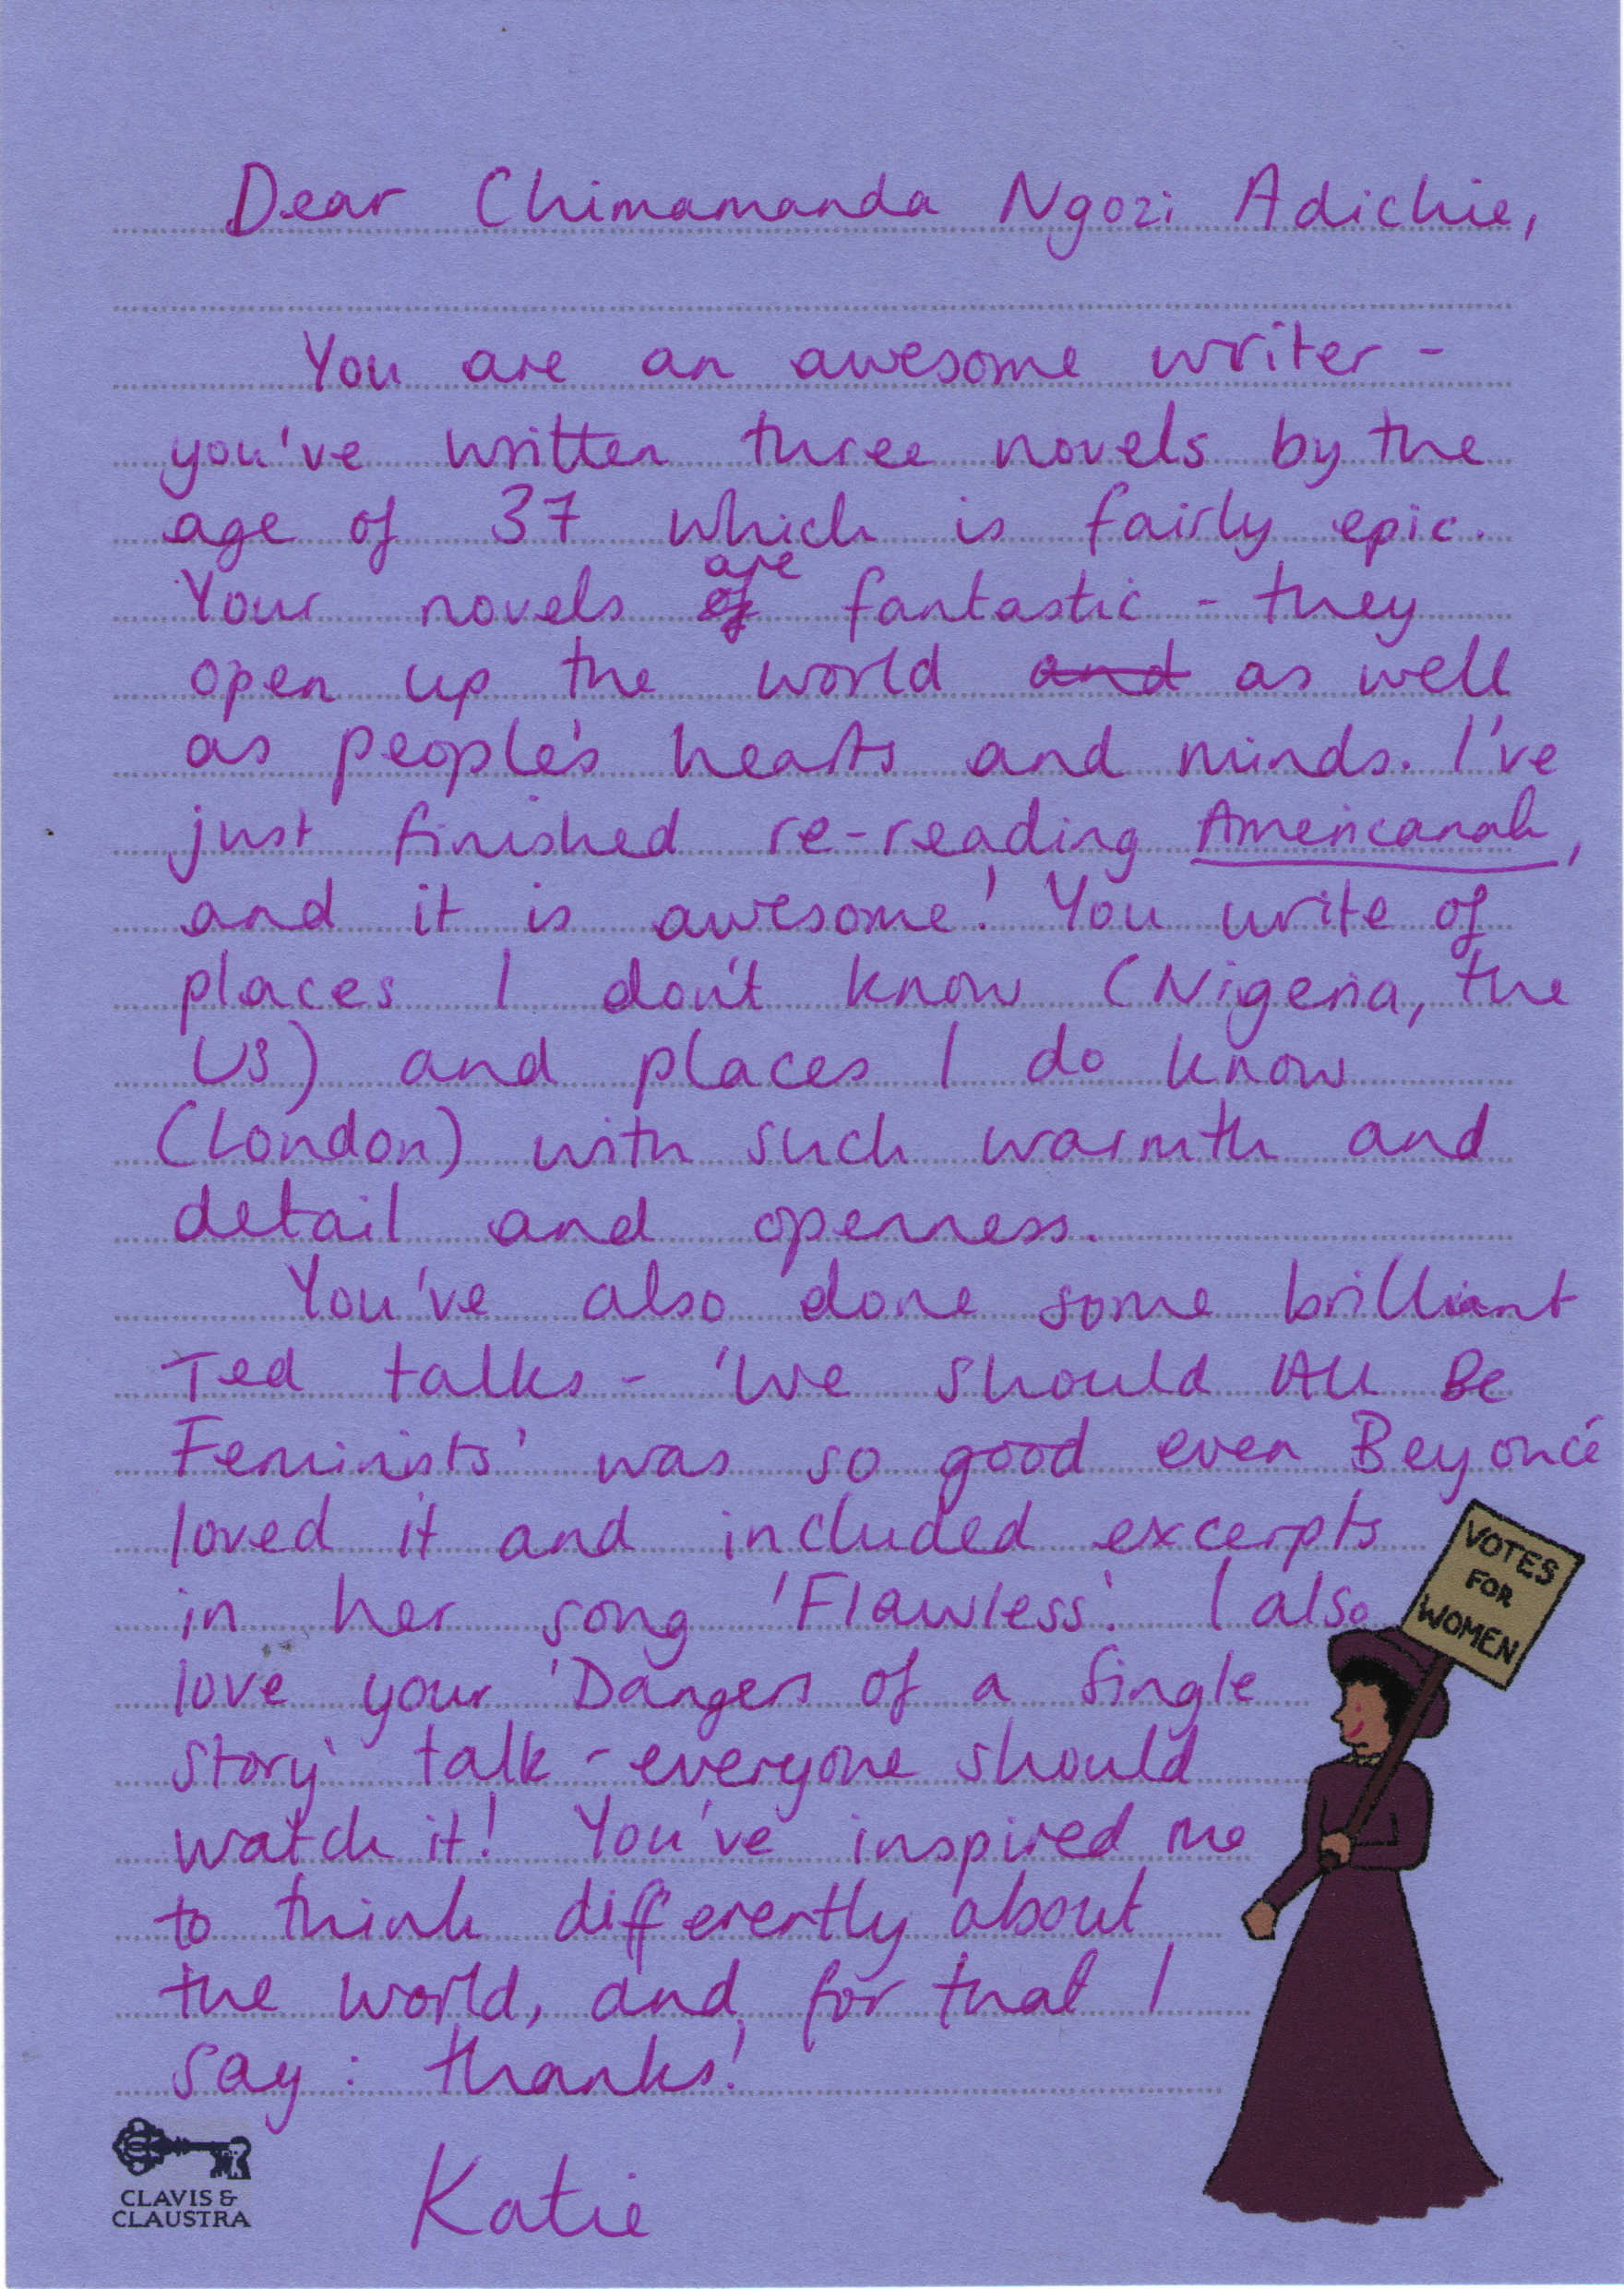 Dear Chimamanda Ngozi Adichie,
You are an awesome writer -
you've written three novels by the
age of 37 which is fairly epic.
Your novels ~~of~~ are fantastic - they
open up the world ~~and~~ as well
as people's hearts and minds. I've
just finished re-reading Americanah,
and it is awesome! You write of
places I don't know (Nigeria, the
US) and places I do know
(London) with such warmth and
detail and openness.
You've also done some brilliant
Ted talks - 'We Should All Be
Feminists' was so good even Beyoncé
loved it and included excerpts
in her song 'Flawless'. I also
love your 'Dangers of a Single
Story' talk - everyone should
watch it! You've inspired me
to think differently about
the world, and for that I
say: thanks!
Katie
VOTES
FOR
WOMEN
CLAVIS &
CLAUSTRA